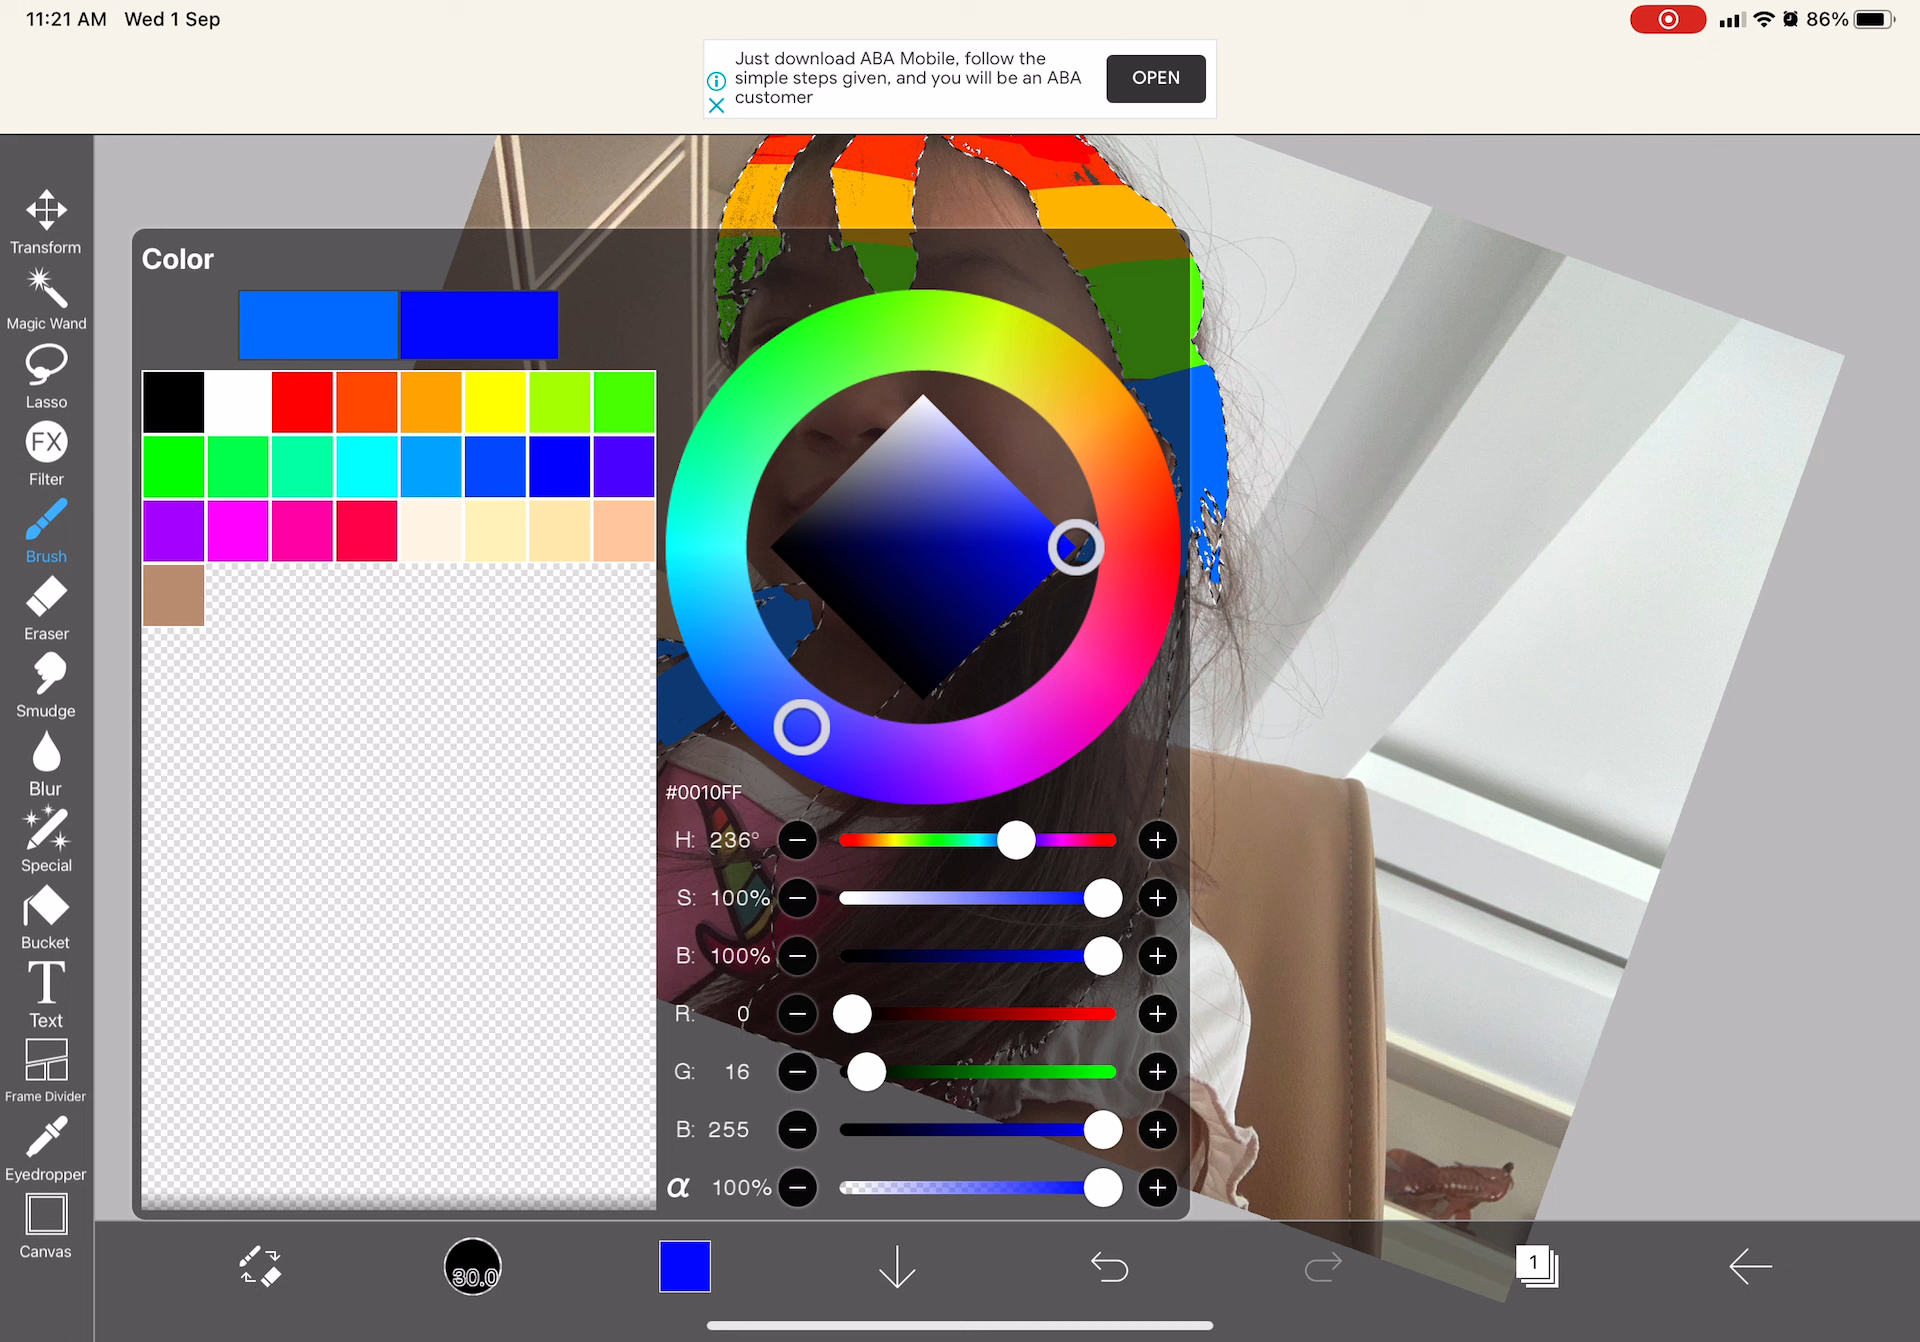 11:21 AM Wed 1 Sep
86%
Just download ABA Mobile, follow the
simple steps given, and you will be an ABA
customer
OPEN
Transform
Magic Wand
Lasso
FX
Filter
Brush
Eraser
Smudge
Blur
Special
Bucket
T
Text
Frame Divider
Eyedropper
Canvas
Color
#0010FF
H: 236°
S: 100%
B: 100%
R: 0
G: 16
B: 255
α 100%
30.0
1